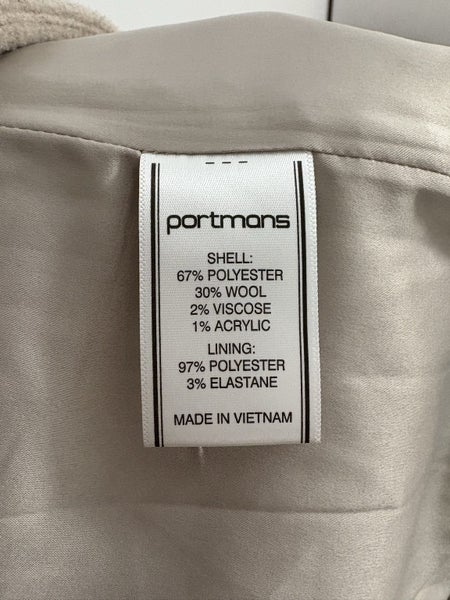 portmans
SHELL:
67% POLYESTER
30% WOOL
2% VISCOSE
1% ACRYLIC
LINING:
97% POLYESTER
3% ELASTANE
MADE IN VIETNAM